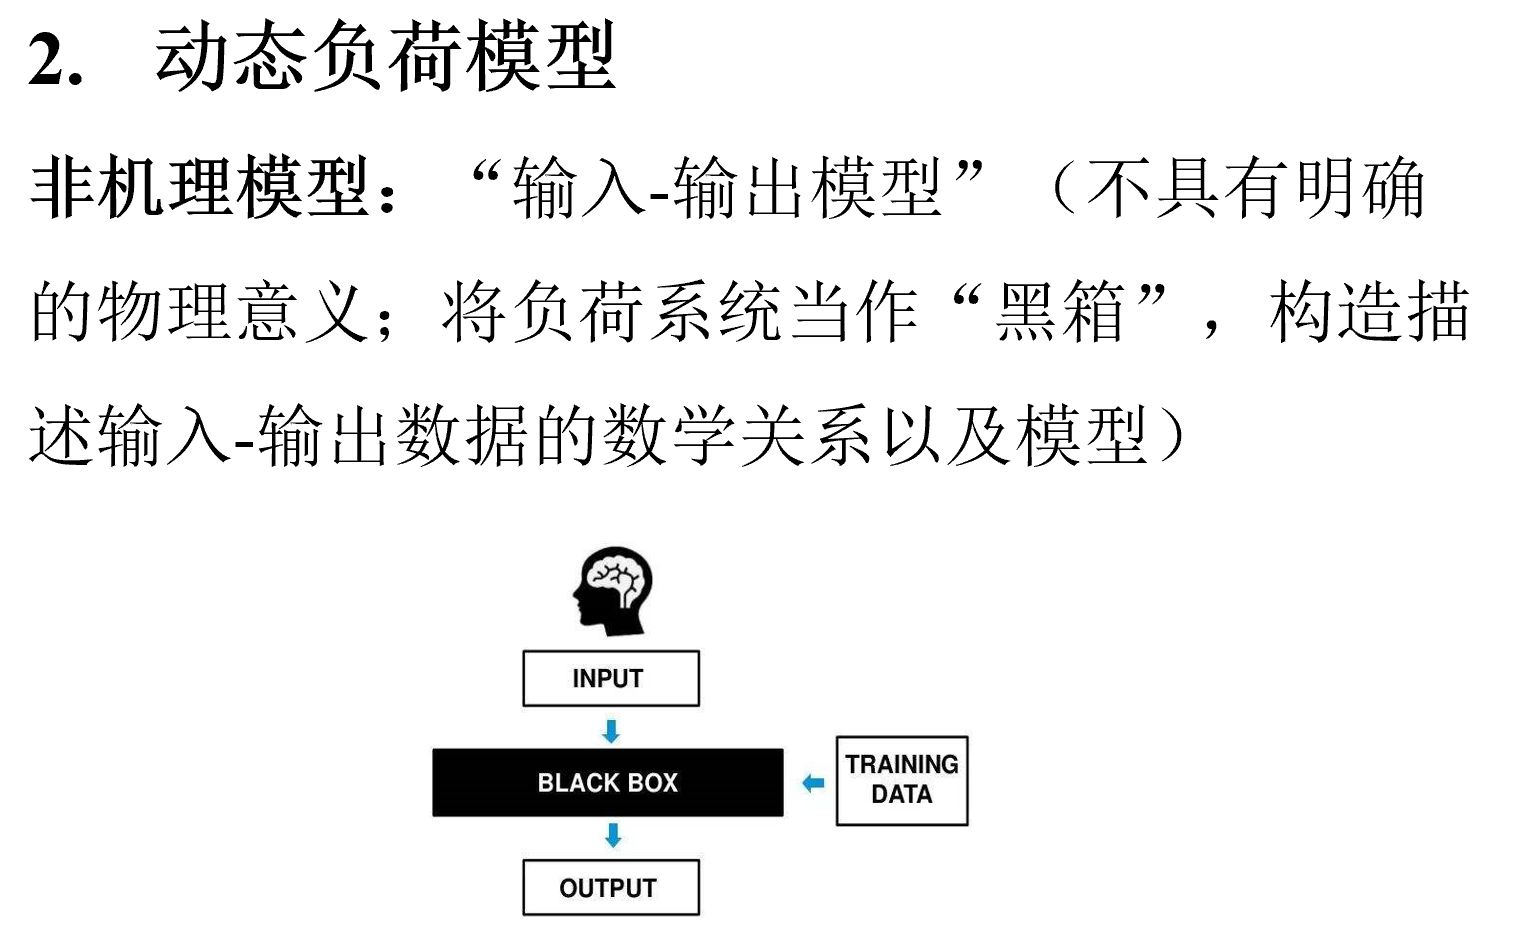 2. 动态负荷模型
非机理模型：“输入-输出模型”（不具有明确
的物理意义；将负荷系统当作“黑箱”，构造描
述输入-输出数据的数学关系以及模型）
INPUT
BLACK BOX
TRAINING
DATA
OUTPUT